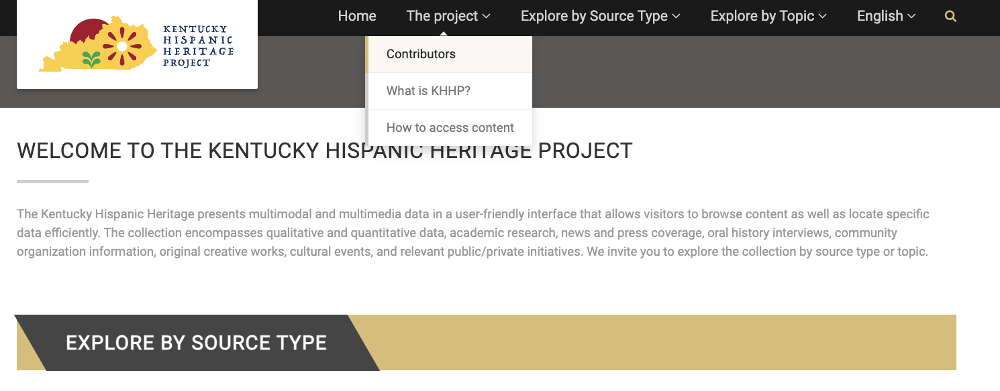 KENTUCKY
HISPANIC
HERITAGE
PROJECT
Home The project Explore by Source Type Explore by Topic English
Contributors
What is KHHP?
How to access content
WELCOME TO THE KENTUCKY HISPANIC HERITAGE PROJECT
The Kentucky Hispanic Heritage presents multimodal and multimedia data in a user-friendly interface that allows visitors to browse content as well as locate specific
data efficiently. The collection encompasses qualitative and quantitative data, academic research, news and press coverage, oral history interviews, community
organization information, original creative works, cultural events, and relevant public/private initiatives. We invite you to explore the collection by source type or topic.
EXPLORE BY SOURCE TYPE